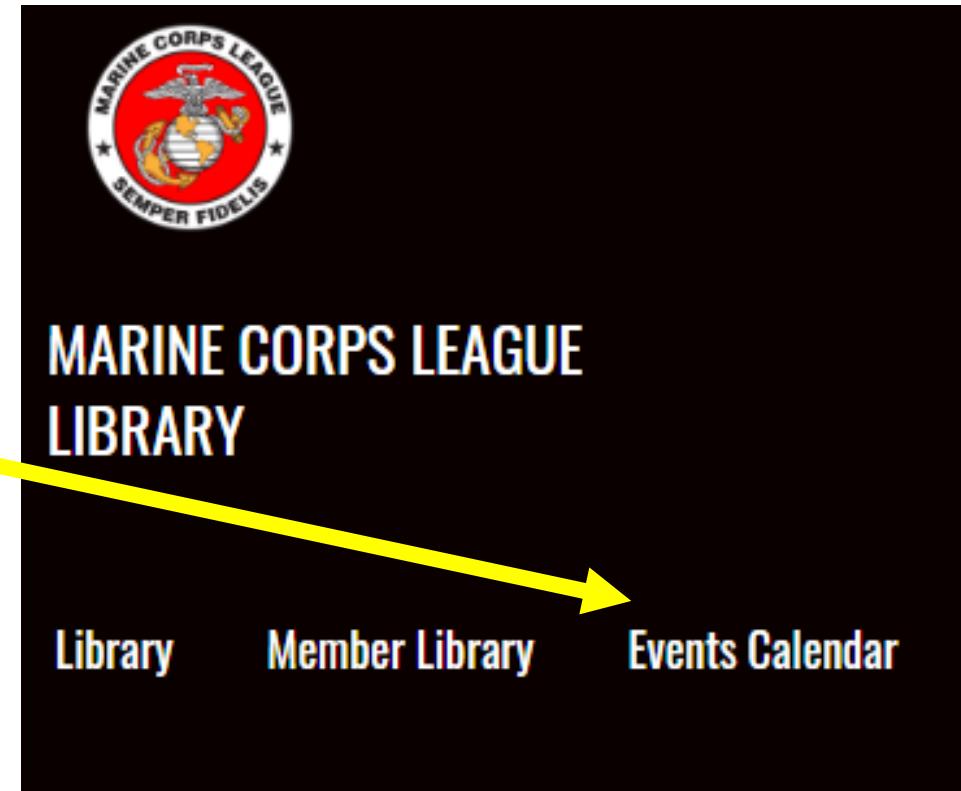 MARINE CORPS LEAGUE
SEMPER FIDELIS
MARINE CORPS LEAGUE
LIBRARY
Library Member Library Events Calendar